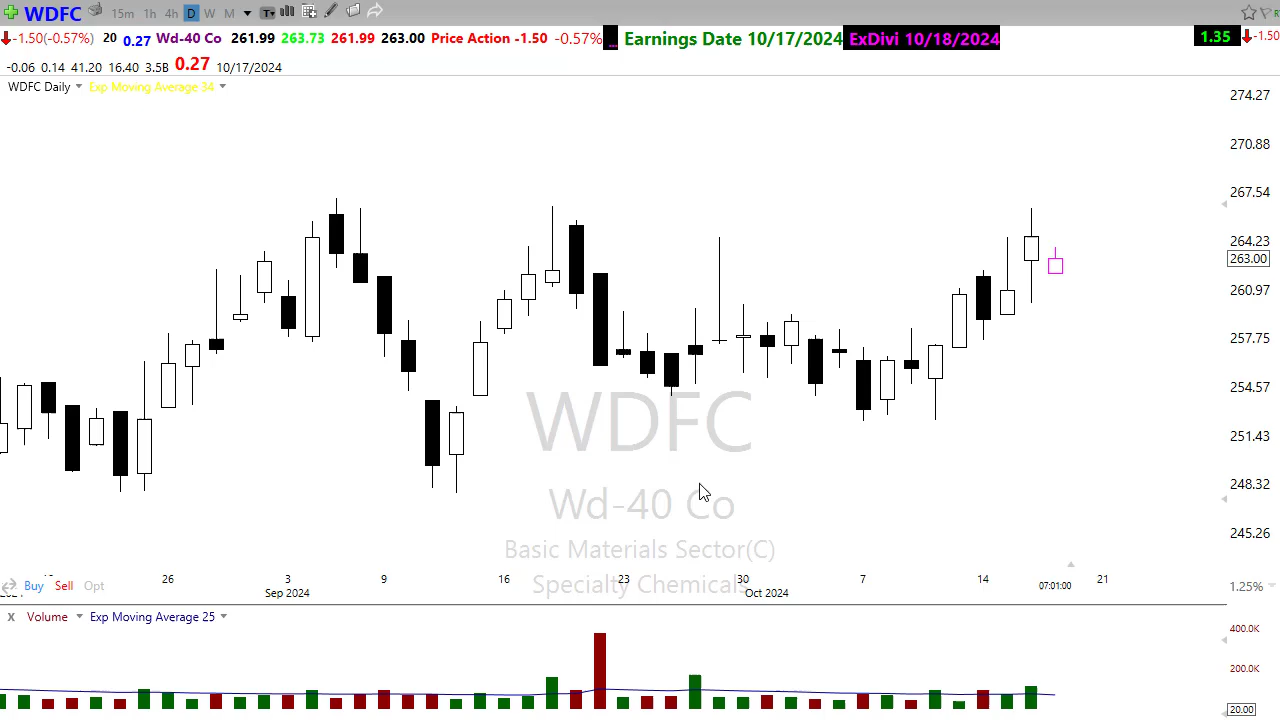 WDFC 15m 1h 4h D W M T
-1.50(-0.57%) 20 0.27 Wd-40 Co 261.99 263.73 261.99 263.00 Price Action -1.50 -0.57% ... Earnings Date 10/17/2024 ExDivi 10/18/2024 1.35 -1.50
-0.06 0.14 41.20 16.40 3.5B 0.27 10/17/2024
WDFC Daily Exp Moving Average 34
274.27
270.88
267.54
264.23
263.00
260.97
257.75
254.57
251.43
248.32
245.26
WDFC
Wd-40 Co
Basic Materials Sector(C)
Specialty Chemicals
26 3 9 16 23 30 7 14 21
Buy Sell Opt
Sep 2024 Oct 2024 07:01:00 1.25%
X Volume Exp Moving Average 25
400.0K
200.0K
20.00